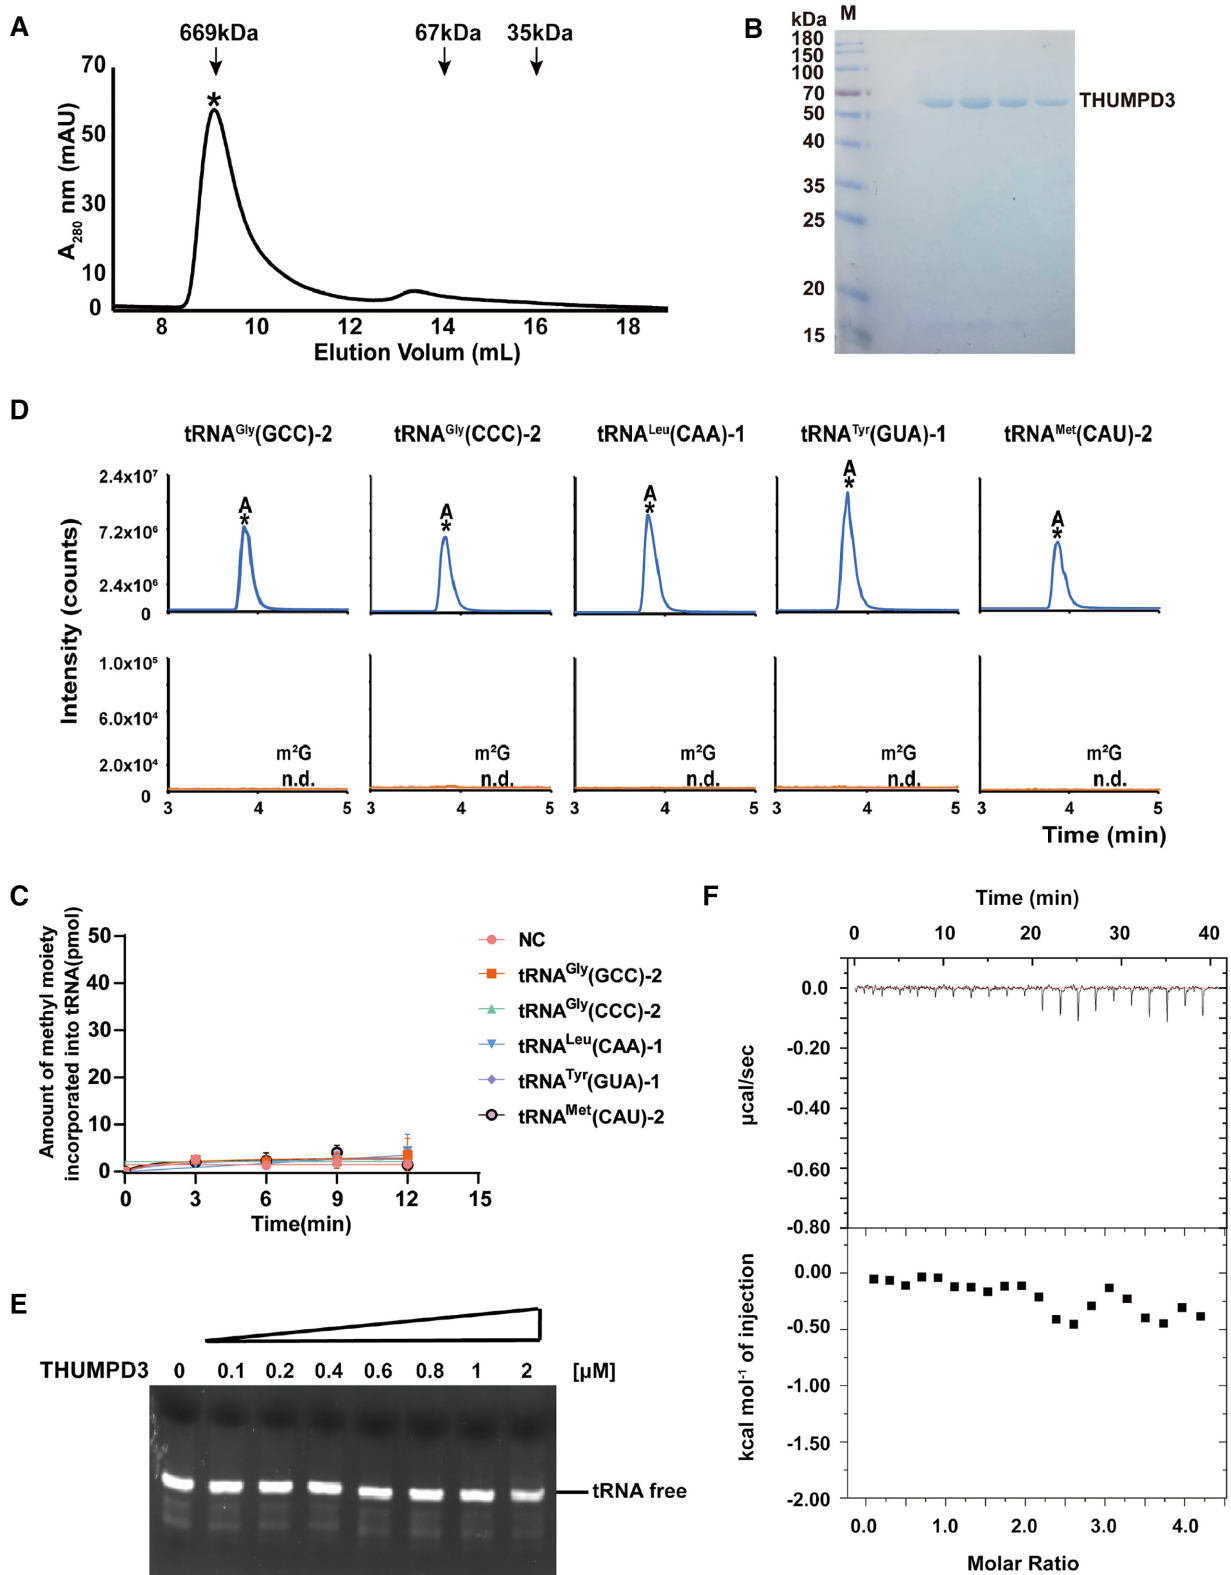 A
669kDa 67kDa 35kDa
*
70
50
30
10
0
A280 nm (mAU)
8 10 12 14 16 18
Elution Volum (mL)
B
kDa M
180
150
100
70
50
40
35
25
20
15
THUMPD3
D
tRNAGly(GCC)-2 tRNAGly(CCC)-2 tRNALeu(CAA)-1 tRNATyr(GUA)-1 tRNAMet(CAU)-2
Intensity (counts)
2.4x10⁷
7.2x10⁶
2.4x10⁶
0
A A A A A
* * * * *
1.0x10⁵
6.0x10⁴
2.0x10⁴
0
m²G m²G m²G m²G m²G
n.d. n.d. n.d. n.d. n.d.
3 4 5 3 4 5 3 4 5 3 4 5 3 4 5
Time (min)
C
Amount of methyl moiety
incorporated into tRNA(pmol)
50
40
30
20
10
0
0 3 6 9 12 15
Time(min)
NC
tRNAGly(GCC)-2
tRNAGly(CCC)-2
tRNALeu(CAA)-1
tRNATyr(GUA)-1
tRNAMet(CAU)-2
E
THUMPD3 0 0.1 0.2 0.4 0.6 0.8 1 2 [µM]
tRNA free
F
Time (min)
0 10 20 30 40
0.0
-0.20
-0.40
-0.60
-0.80
µcal/sec
0.00
-0.50
-1.00
-1.50
-2.00
kcal mol⁻¹ of injection
0.0 1.0 2.0 3.0 4.0
Molar Ratio